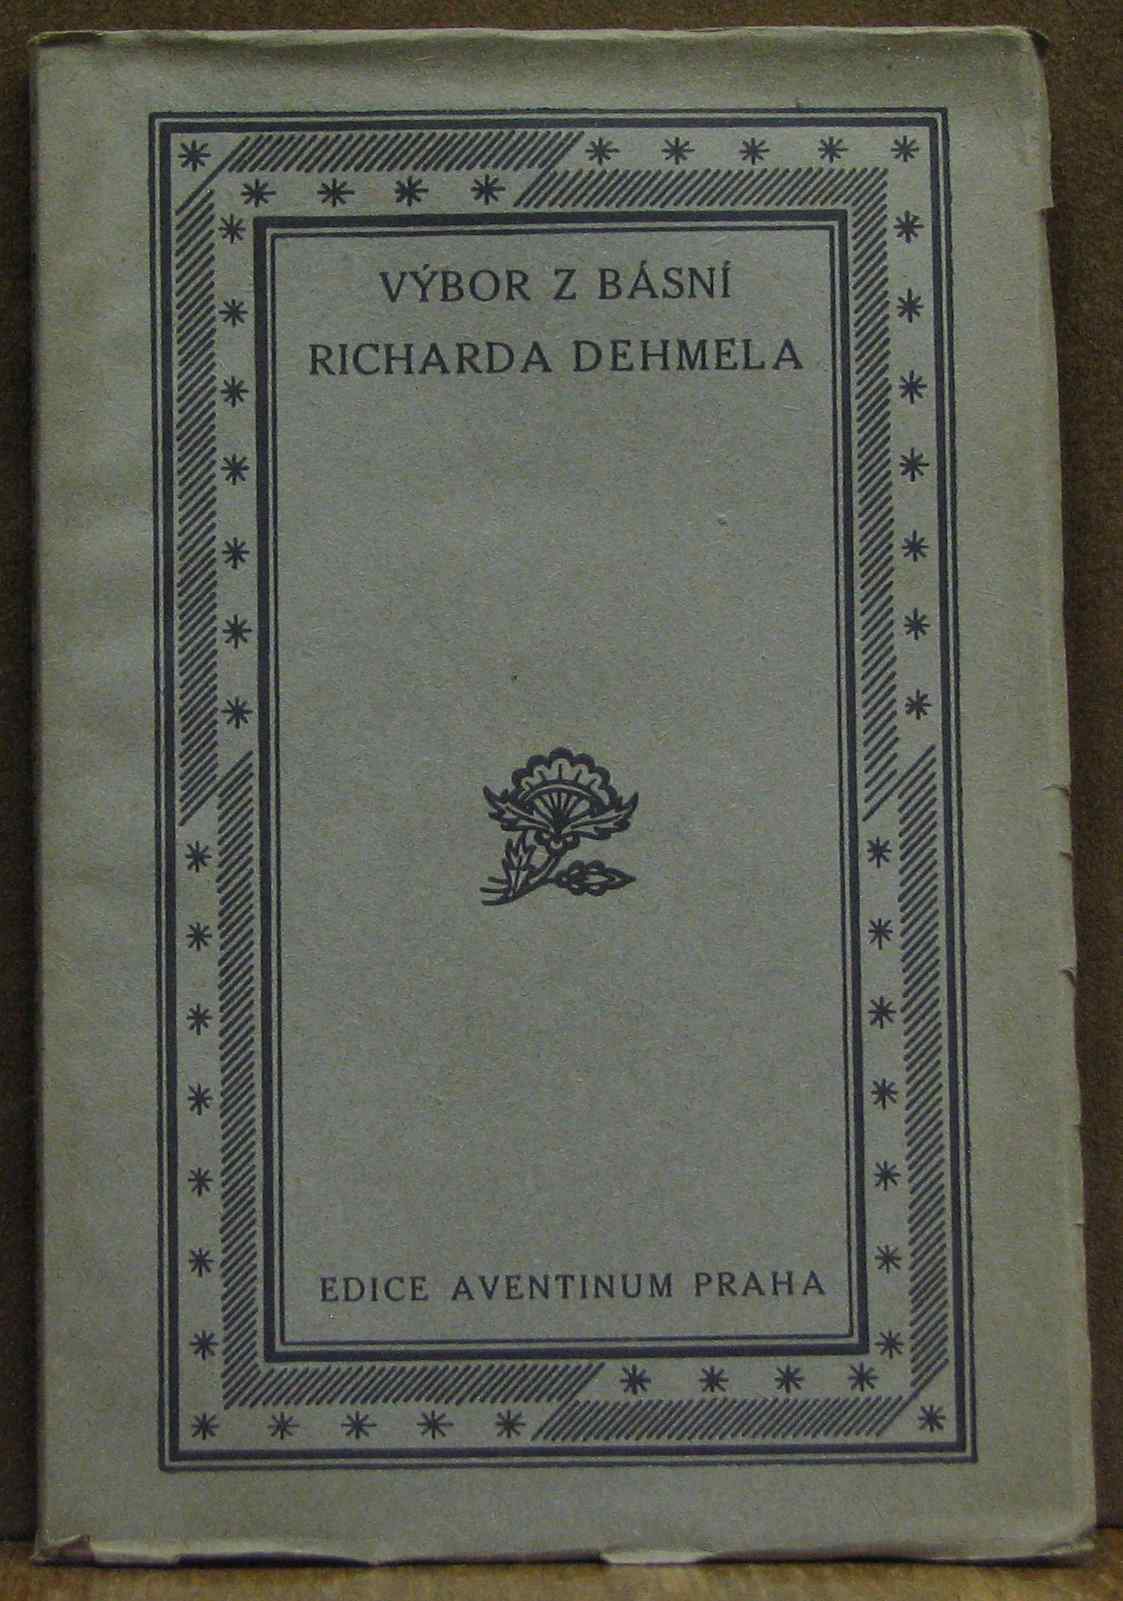 VÝBOR Z BÁSNÍ
RICHARDA DEHMELA
EDICE AVENTINUM PRAHA